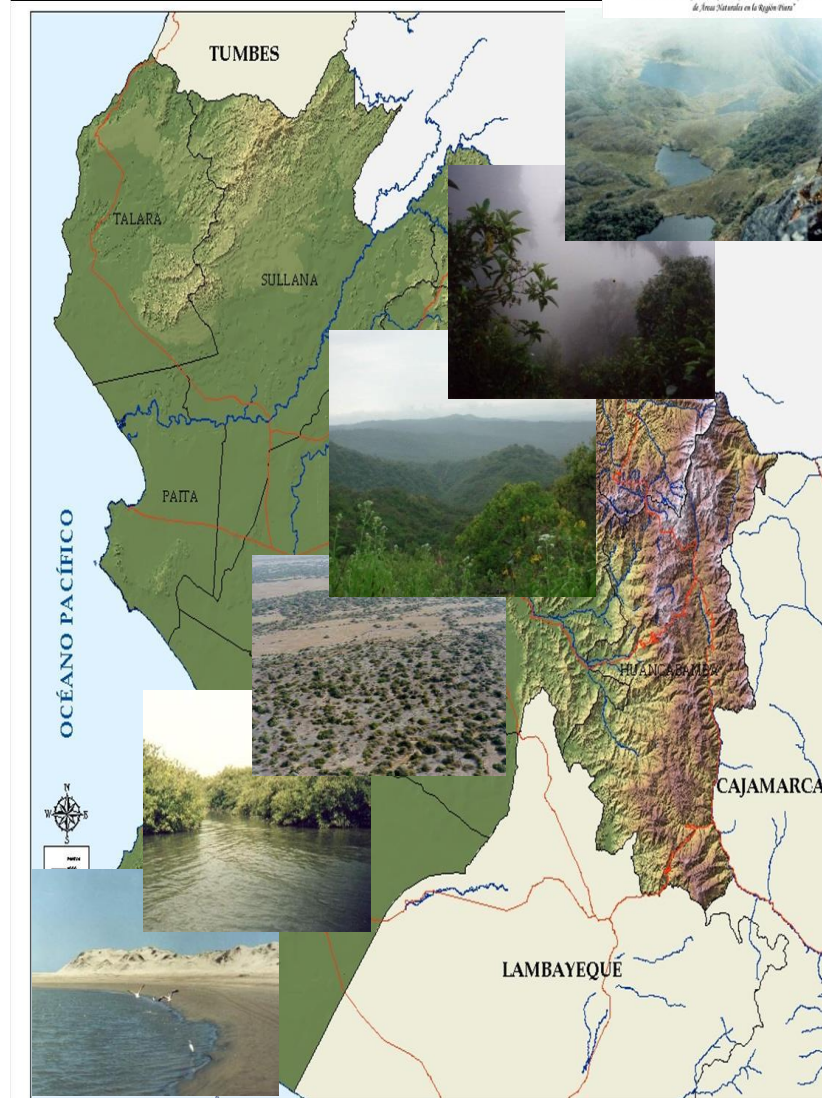 de Áreas Naturales en la Región Piura"
TUMBES
TALARA
SULLANA
PAITA
OCÉANO PACÍFICO
HUANCABAMBA
N
W E
S
CAJAMARCA
LAMBAYEQUE